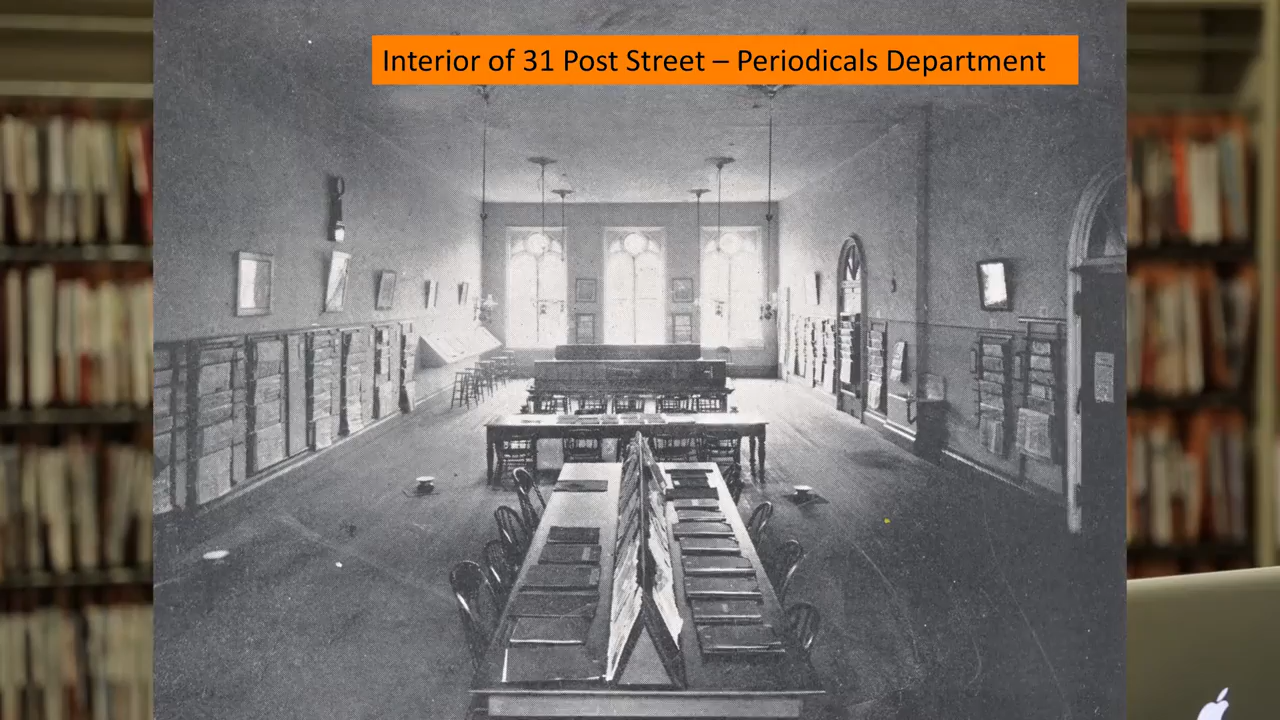 Interior of 31 Post Street – Periodicals Department